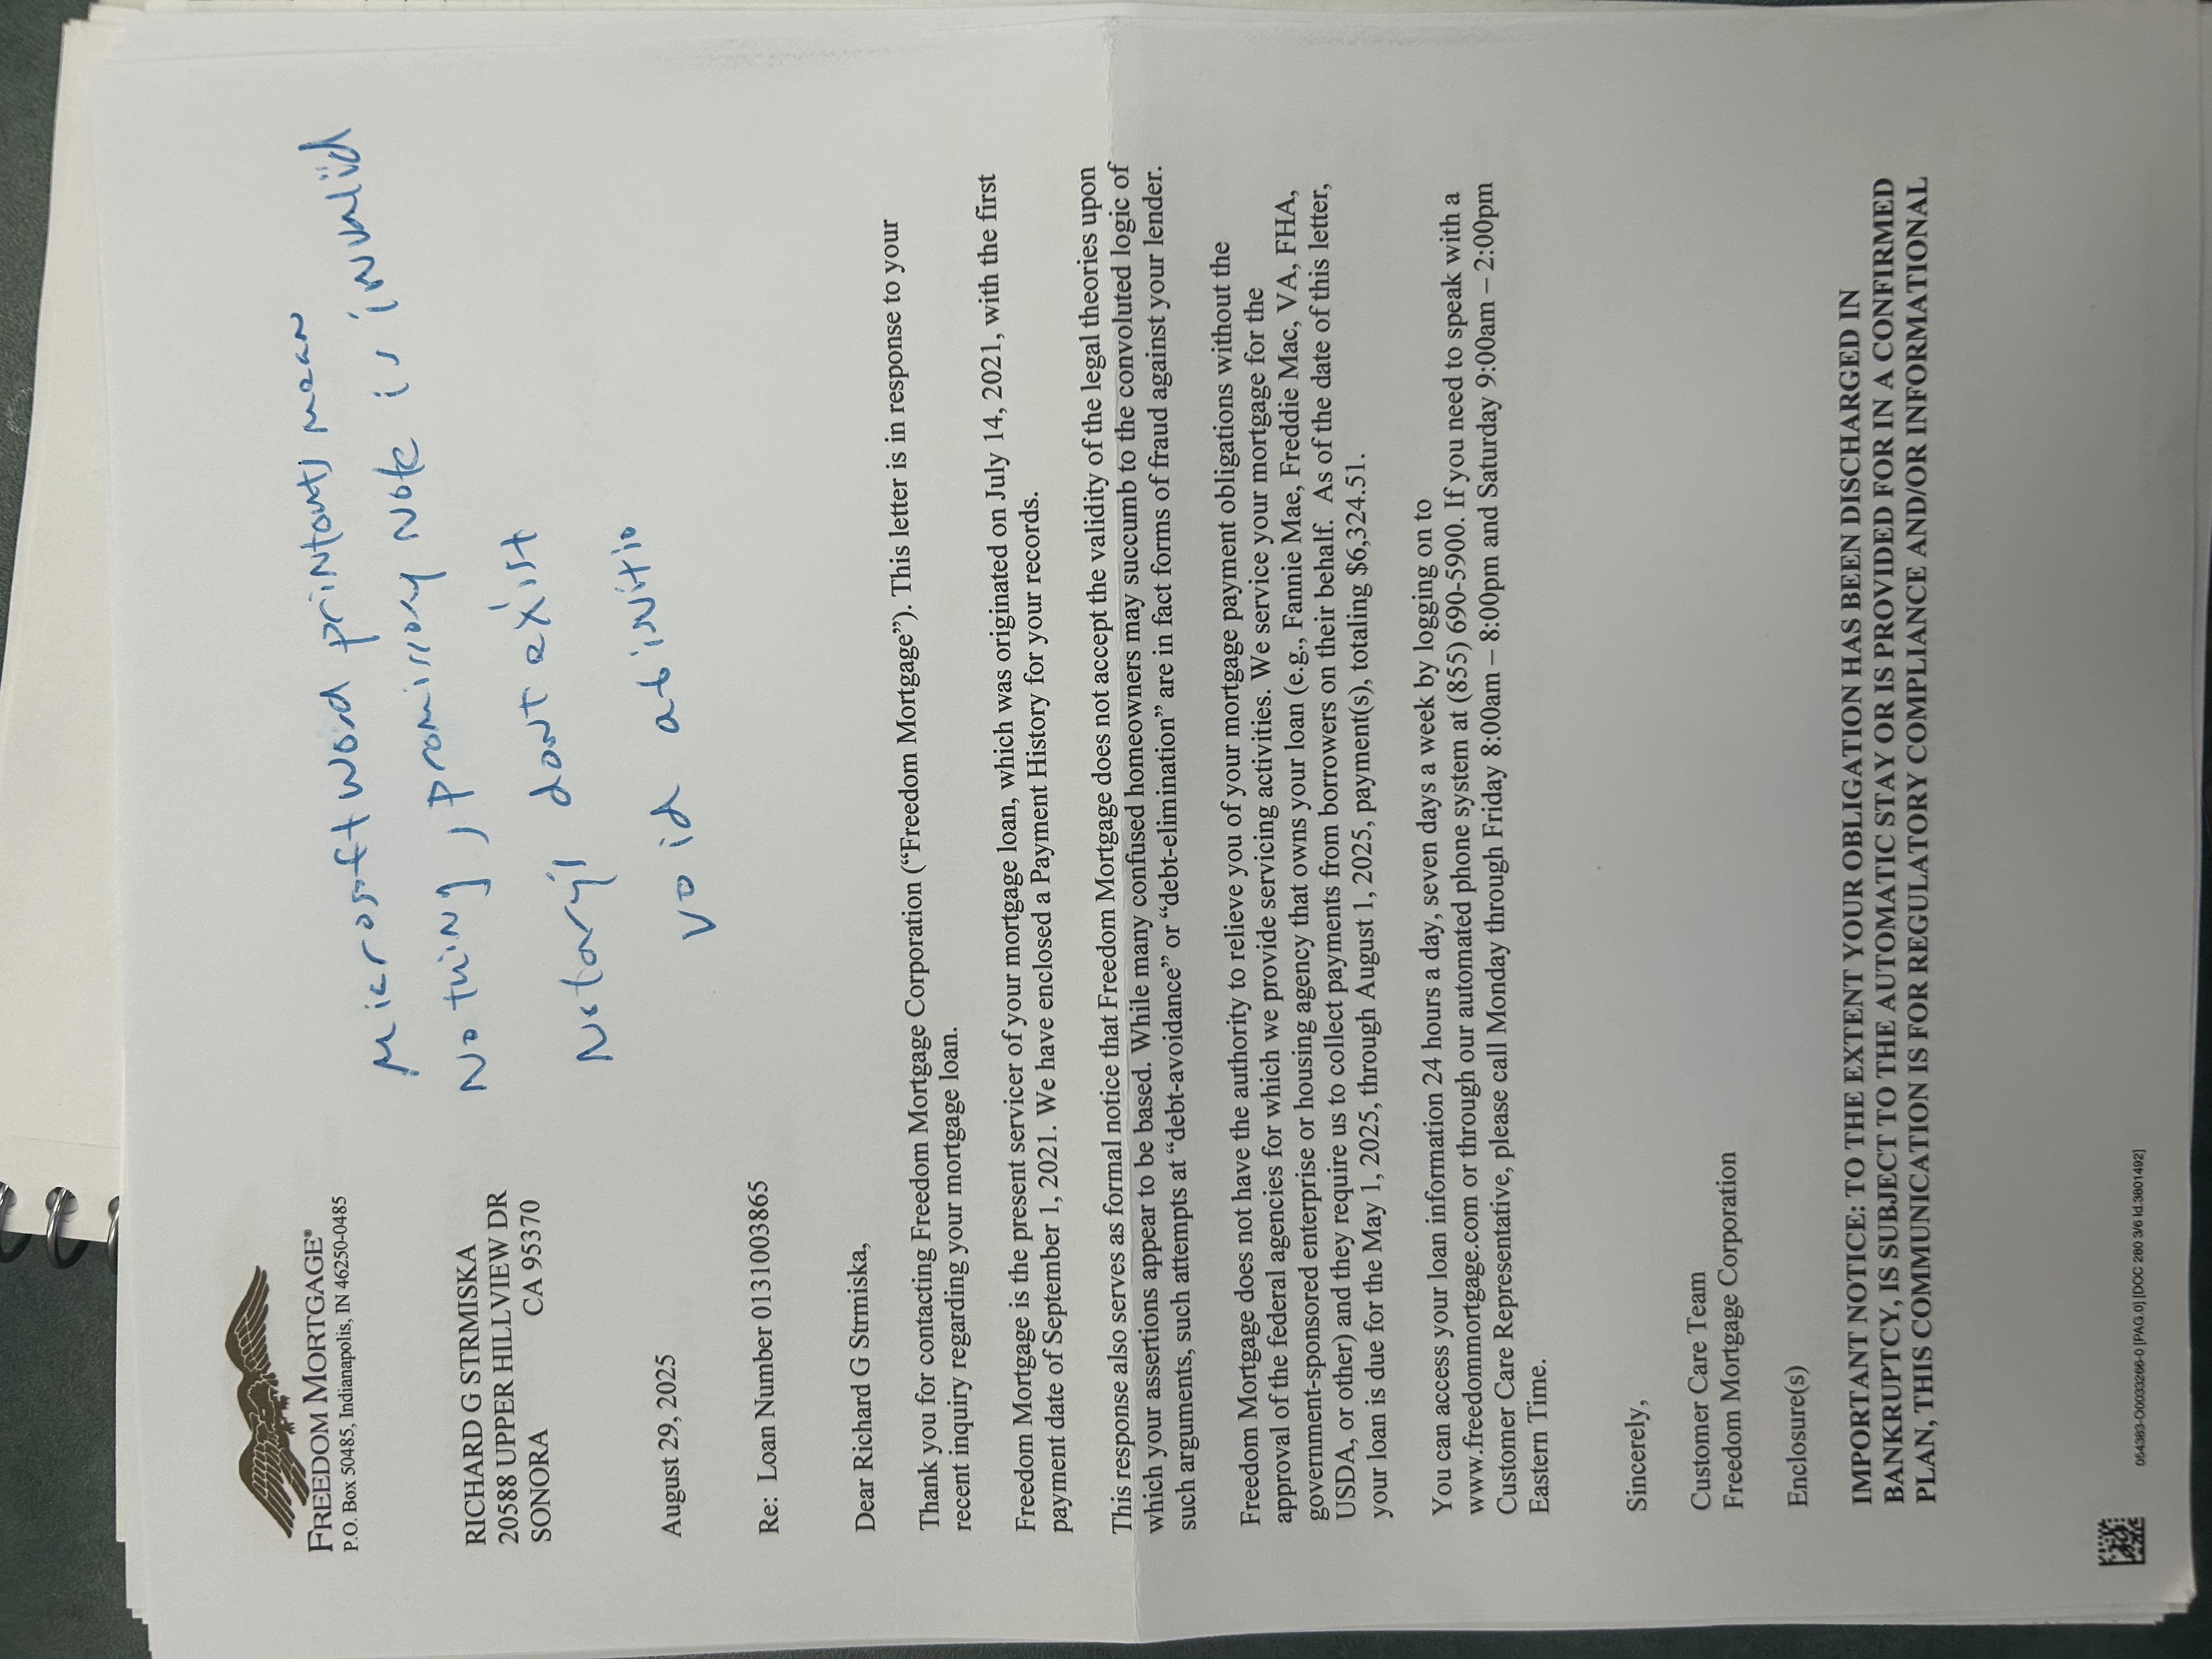 FREEDOM MORTGAGE®
P.O. Box 50485, Indianapolis, IN 46250-0485
Microsoft Word printouts mean
Nothing, promissory Note is invalid
Notary's dont exist
void abinitio
RICHARD G STRMISKA
20588 UPPER HILLVIEW DR
SONORA CA 95370
August 29, 2025
Re: Loan Number 0131003865
Dear Richard G Strmiska,
Thank you for contacting Freedom Mortgage Corporation (“Freedom Mortgage”). This letter is in response to your
recent inquiry regarding your mortgage loan.
Freedom Mortgage is the present servicer of your mortgage loan, which was originated on July 14, 2021, with the first
payment date of September 1, 2021. We have enclosed a Payment History for your records.
This response also serves as formal notice that Freedom Mortgage does not accept the validity of the legal theories upon
which your assertions appear to be based. While many confused homeowners may succumb to the convoluted logic of
such arguments, such attempts at “debt-avoidance” or “debt-elimination” are in fact forms of fraud against your lender.
Freedom Mortgage does not have the authority to relieve you of your mortgage payment obligations without the
approval of the federal agencies for which we provide servicing activities. We service your mortgage for the
government-sponsored enterprise or housing agency that owns your loan (e.g., Fannie Mae, Freddie Mac, VA, FHA,
USDA, or other) and they require us to collect payments from borrowers on their behalf. As of the date of this letter,
your loan is due for the May 1, 2025, through August 1, 2025, payment(s), totaling $6,324.51.
You can access your loan information 24 hours a day, seven days a week by logging on to
www.freedommortgage.com or through our automated phone system at (855) 690-5900. If you need to speak with a
Customer Care Representative, please call Monday through Friday 8:00am – 8:00pm and Saturday 9:00am – 2:00pm
Eastern Time.
Sincerely,
Customer Care Team
Freedom Mortgage Corporation
Enclosure(s)
IMPORTANT NOTICE: TO THE EXTENT YOUR OBLIGATION HAS BEEN DISCHARGED IN
BANKRUPTCY, IS SUBJECT TO THE AUTOMATIC STAY OR IS PROVIDED FOR IN A CONFIRMED
PLAN, THIS COMMUNICATION IS FOR REGULATORY COMPLIANCE AND/OR INFORMATIONAL
054383-O0033266-0 [PAG.0] [DOC 280 3/6 Id.3801492]